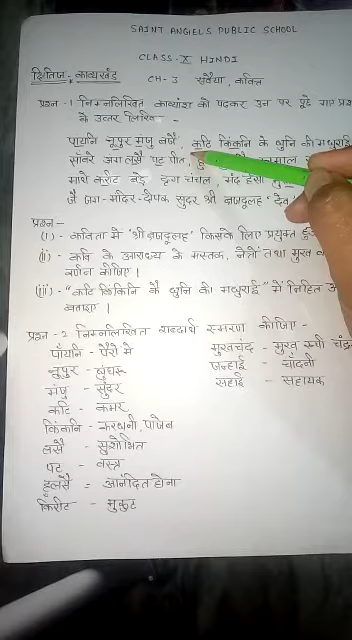 SAINT ANGIEL'S PUBLIC SCHOOL
CLASS-X HINDI
क्षितिज-काव्यखंड CH-3 सवैया, कवित्त
प्रश्न-1 निम्नलिखित काव्यांश को पढ़कर उन पर पूछे गए प्रश्नों
के उत्तर लिखिए-
पाँयनि नूपुर मंजु बजैं, कटि किंकिनि कै धुनि की मधुराई
साँवरे अंग लसै पट पीत,
माथे किरीट बड़े दृग चंचल, मंद हँसी मुख
जै जग-मंदिर-दीपक सुंदर श्री ब्रजदूलह देव
प्रश्न-
(i) - कविता में 'श्री ब्रजदूलह' किसके लिए प्रयुक्त हुआ
(ii) - कवि के आराध्य के मस्तक, नेत्रों तथा मुख का
वर्णन कीजिए।
(iii) - "कटि किंकिनि कै धुनि की मधुराई" में निहित
बताइए।
प्रश्न-2 निम्नलिखित शब्दार्थ स्मरण कीजिए-
पाँयनि - पैरों में मुखचंद - मुख रूपी चंद्र
नूपुर - घुंघरू जुन्हाई - चाँदनी
मंजु - सुंदर सहाई - सहायक
कटि - कमर
किंकनि - करधनी, पाजेब
लसै - सुशोभित
पट - वस्त्र
हुलसै = आनंदित होना
किरीट - मुकुट